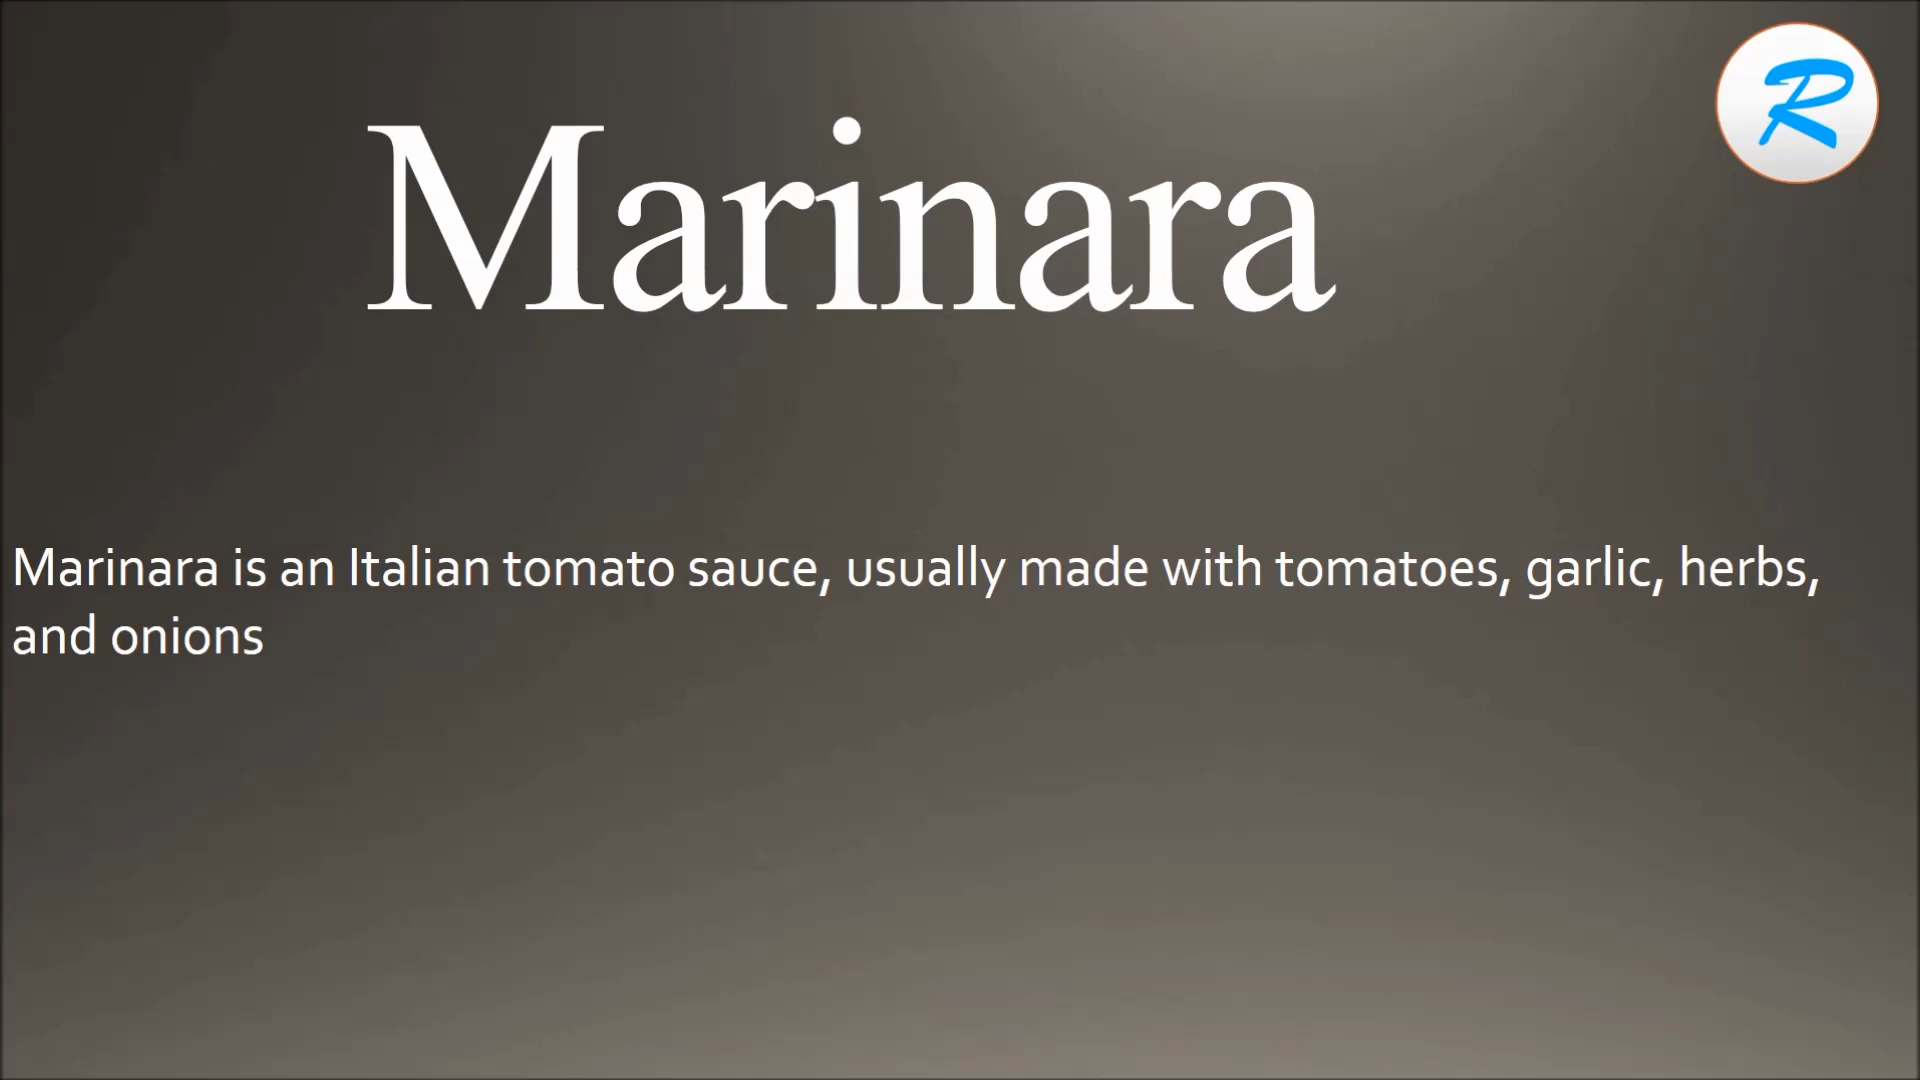 R
Marinara
Marinara is an Italian tomato sauce, usually made with tomatoes, garlic, herbs,
and onions